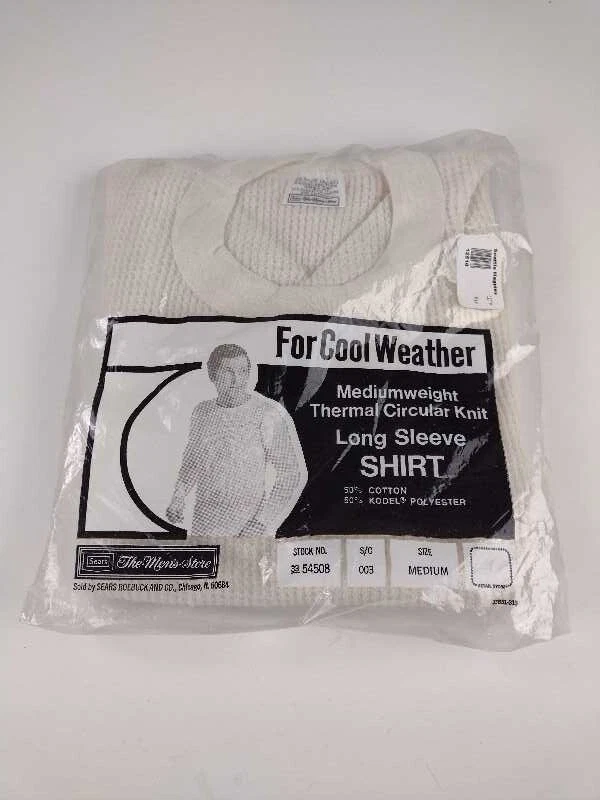 For Cool Weather
Mediumweight
Thermal Circular Knit
Long Sleeve
SHIRT
50% COTTON
50% KODEL® POLYESTER
Sears The Men's Store
STOCK NO.
33 54508
S/C
003
SIZE
MEDIUM
Sold by SEARS ROEBUCK AND CO., Chicago, IL 60684